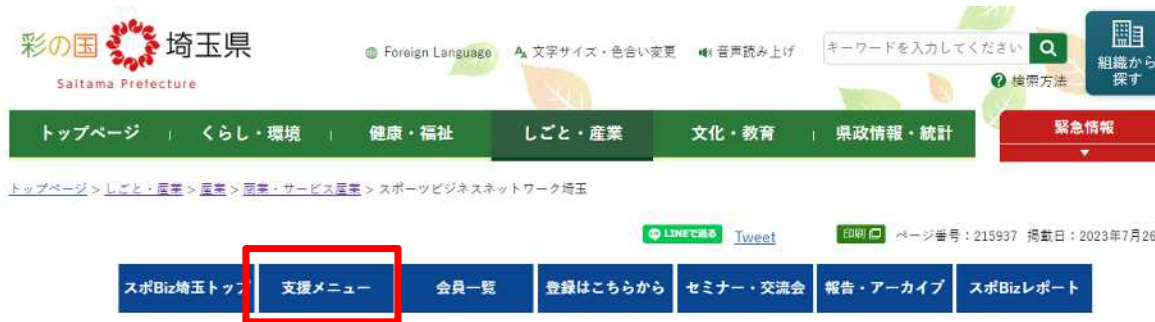 彩の国 埼玉県
Saitama Prefecture
Foreign Language
文字サイズ・色合い変更
音声読み上げ
キーワードを入力してください
検索方法
組織から
探す
トップページ
くらし・環境
健康・福祉
しごと・産業
文化・教育
県政情報・統計
緊急情報
トップページ > しごと・産業 > 産業 > 商業・サービス産業 > スポーツビジネスネットワーク埼玉
LINEで送る
Tweet
印刷
ページ番号：215937 掲載日：2023年7月26
スポBiz埼玉トップ
支援メニュー
会員一覧
登録はこちらから
セミナー・交流会
報告・アーカイブ
スポBizレポート